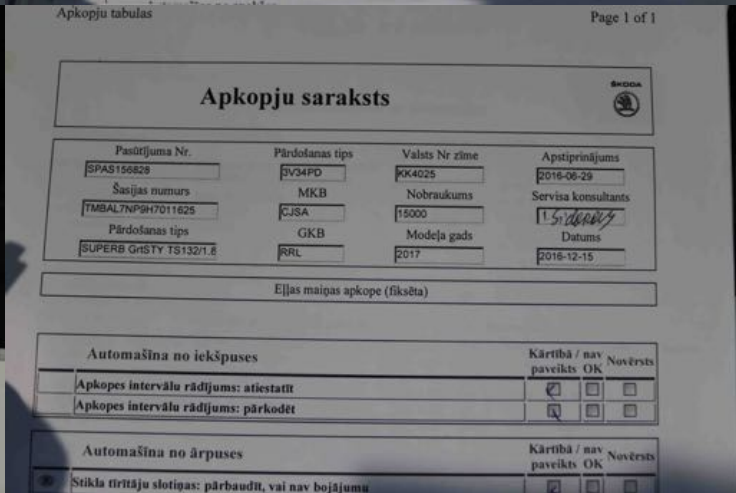 Apkopju tabulas
Page 1 of 1
Apkopju saraksts
ŠKODA
Pasūtījuma Nr. Pārdošanas tips Valsts Nr zīme Apstiprinājums
SPAS156828 3V34PD KK4025 2016-06-29
Šasijas numurs MKB Nobraukums Servisa konsultants
TMBAL7NP9H7011625 CJSA 15000
Pārdošanas tips GKB Modeļa gads Datums
SUPERB GrtSTY TS132/1.8 RRL 2017 2016-12-15
Eļļas maiņas apkope (fiksēta)
Automašīna no iekšpuses Kārtībā / nav Novērsts
paveikts OK
Apkopes intervālu rādījums: atiestatīt
Apkopes intervālu rādījums: pārkodēt
Automašīna no ārpuses Kārtībā / nav Novērsts
paveikts OK
Stikla tīrītāju slotiņas: pārbaudīt, vai nav bojājumu